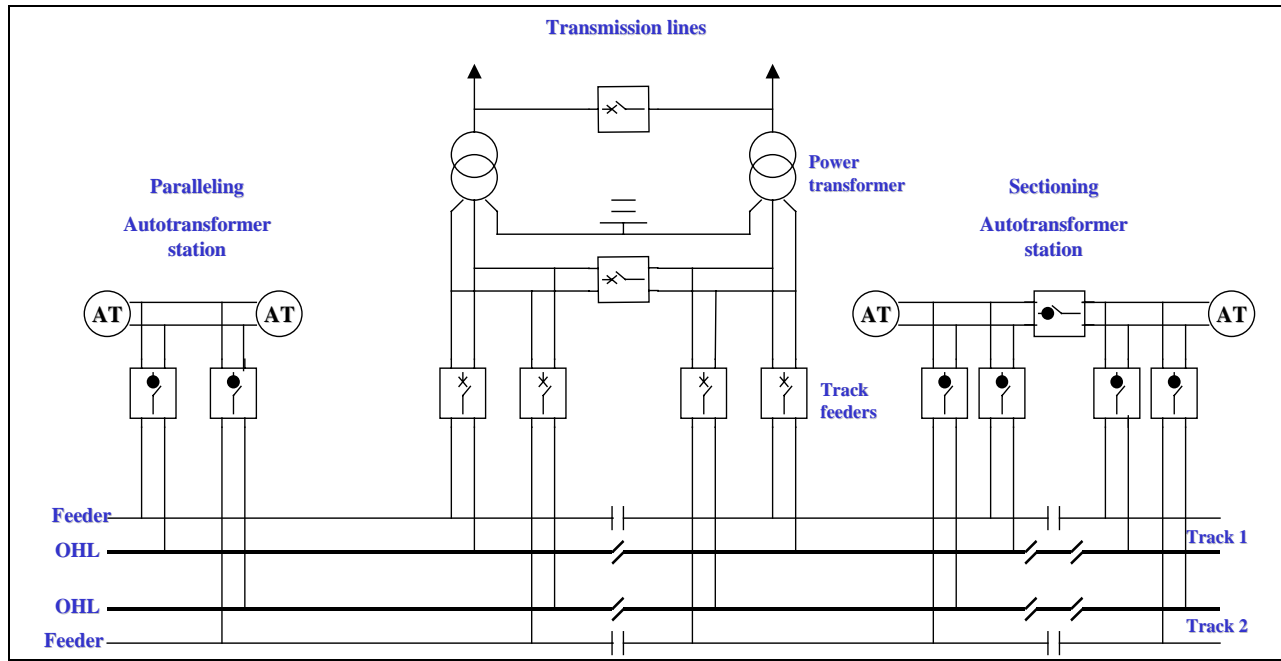 Transmission lines
Power
transformer
Paralleling
Autotransformer
station
Sectioning
Autotransformer
station
AT
AT
AT
AT
Track
feeders
Feeder
OHL
Track 1
OHL
Track 2
Feeder